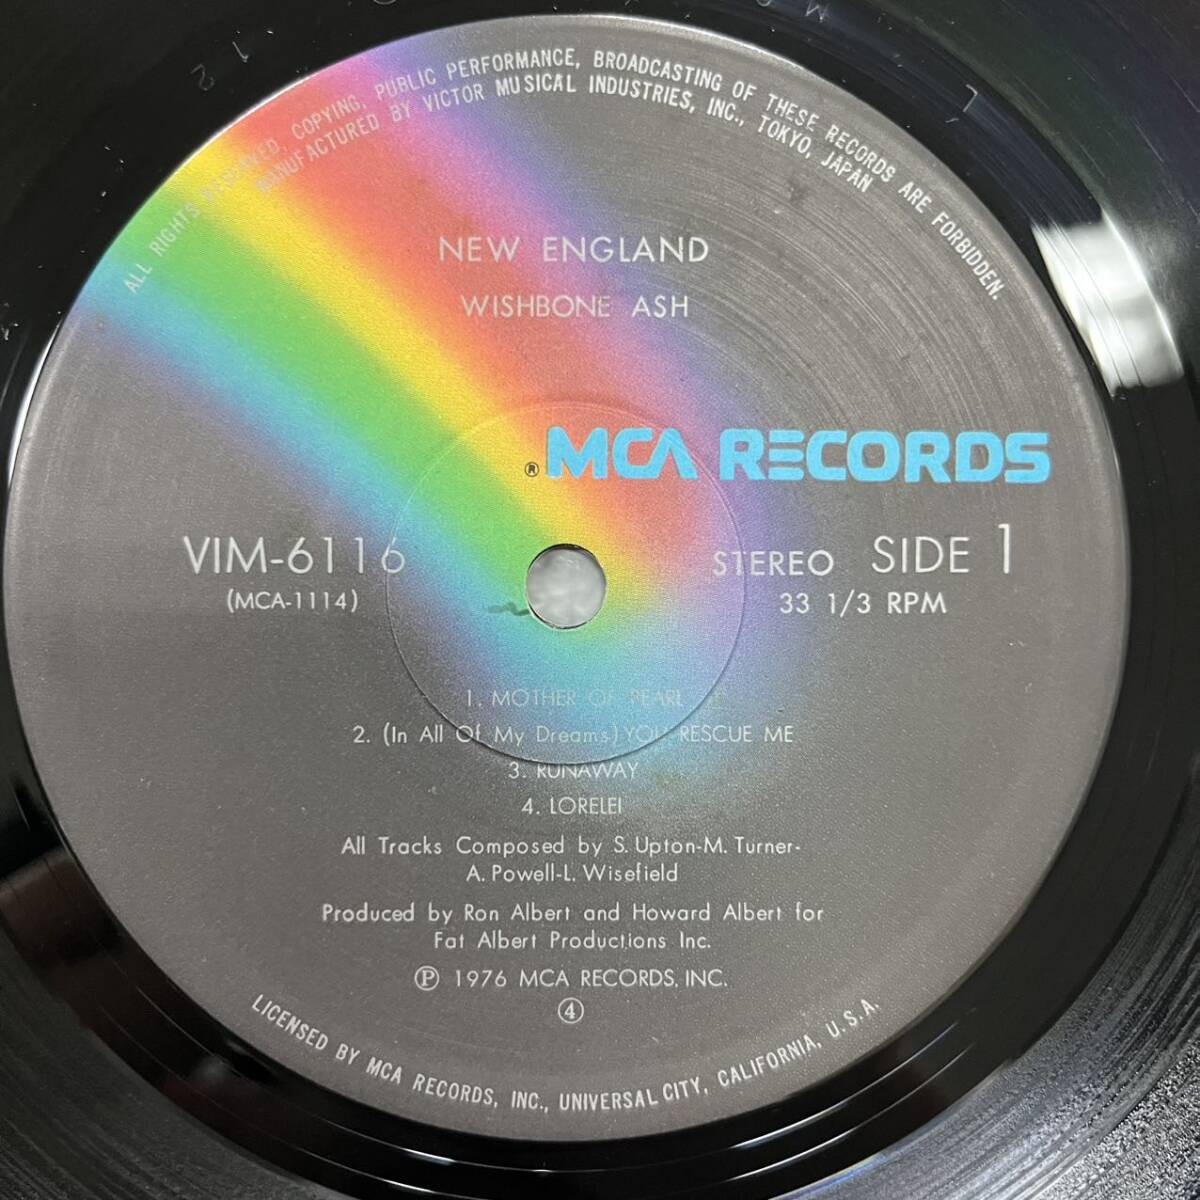 ALL RIGHTS RESERVED, COPYING, PUBLIC PERFORMANCE, BROADCASTING OF THESE RECORDS ARE FORBIDDEN.
MANUFACTURED BY VICTOR MUSICAL INDUSTRIES, INC., TOKYO, JAPAN
NEW ENGLAND
WISHBONE ASH
® MCA RECORDS
VIM-6116
(MCA-1114)
STEREO SIDE 1
33 1/3 RPM
1. MOTHER OF PEARL
2. (In All Of My Dreams) YOU RESCUE ME
3. RUNAWAY
4. LORELEI
All Tracks Composed by S. Upton-M. Turner-
A. Powell-L. Wisefield
Produced by Ron Albert and Howard Albert for
Fat Albert Productions Inc.
Ⓟ 1976 MCA RECORDS, INC.
④
LICENSED BY MCA RECORDS, INC., UNIVERSAL CITY, CALIFORNIA, U.S.A.